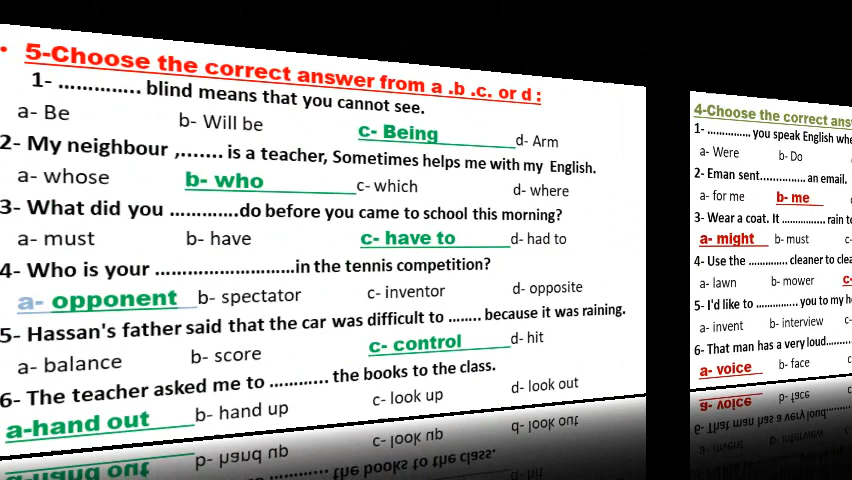 • 5-Choose the correct answer from a .b .c. or d :
1- .............. blind means that you cannot see.
a- Be b- Will be c- Being d- Arm
2- My neighbour ,....... is a teacher, Sometimes helps me with my English.
a- whose b- who c- which d- where
3- What did you .............do before you came to school this morning?
a- must b- have c- have to d- had to
4- Who is your ..........................in the tennis competition?
a- opponent b- spectator c- inventor d- opposite
5- Hassan's father said that the car was difficult to ........ because it was raining.
a- balance b- score c- control d- hit
6- The teacher asked me to ............ the books to the class.
a-hand out b- hand up c- look up d- look out
4-Choose the correct
1- .............. you speak English
a- Were b- Do
2- Eman sent.............. an email.
a- for me b- me
3- Wear a coat. It .............. rain
a- might b- must c-
4- Use the ............. cleaner to
a- lawn b- mower c-
5- I'd like to ............. you to my
a- invent b- interview c-
6- That man has a very loud........
a- voice b- face